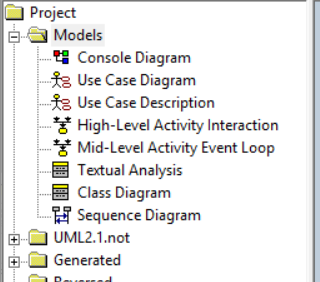 Project
Models
Console Diagram
Use Case Diagram
Use Case Description
High-Level Activity Interaction
Mid-Level Activity Event Loop
Textual Analysis
Class Diagram
Sequence Diagram
UML2.1.not
Generated
Reversed